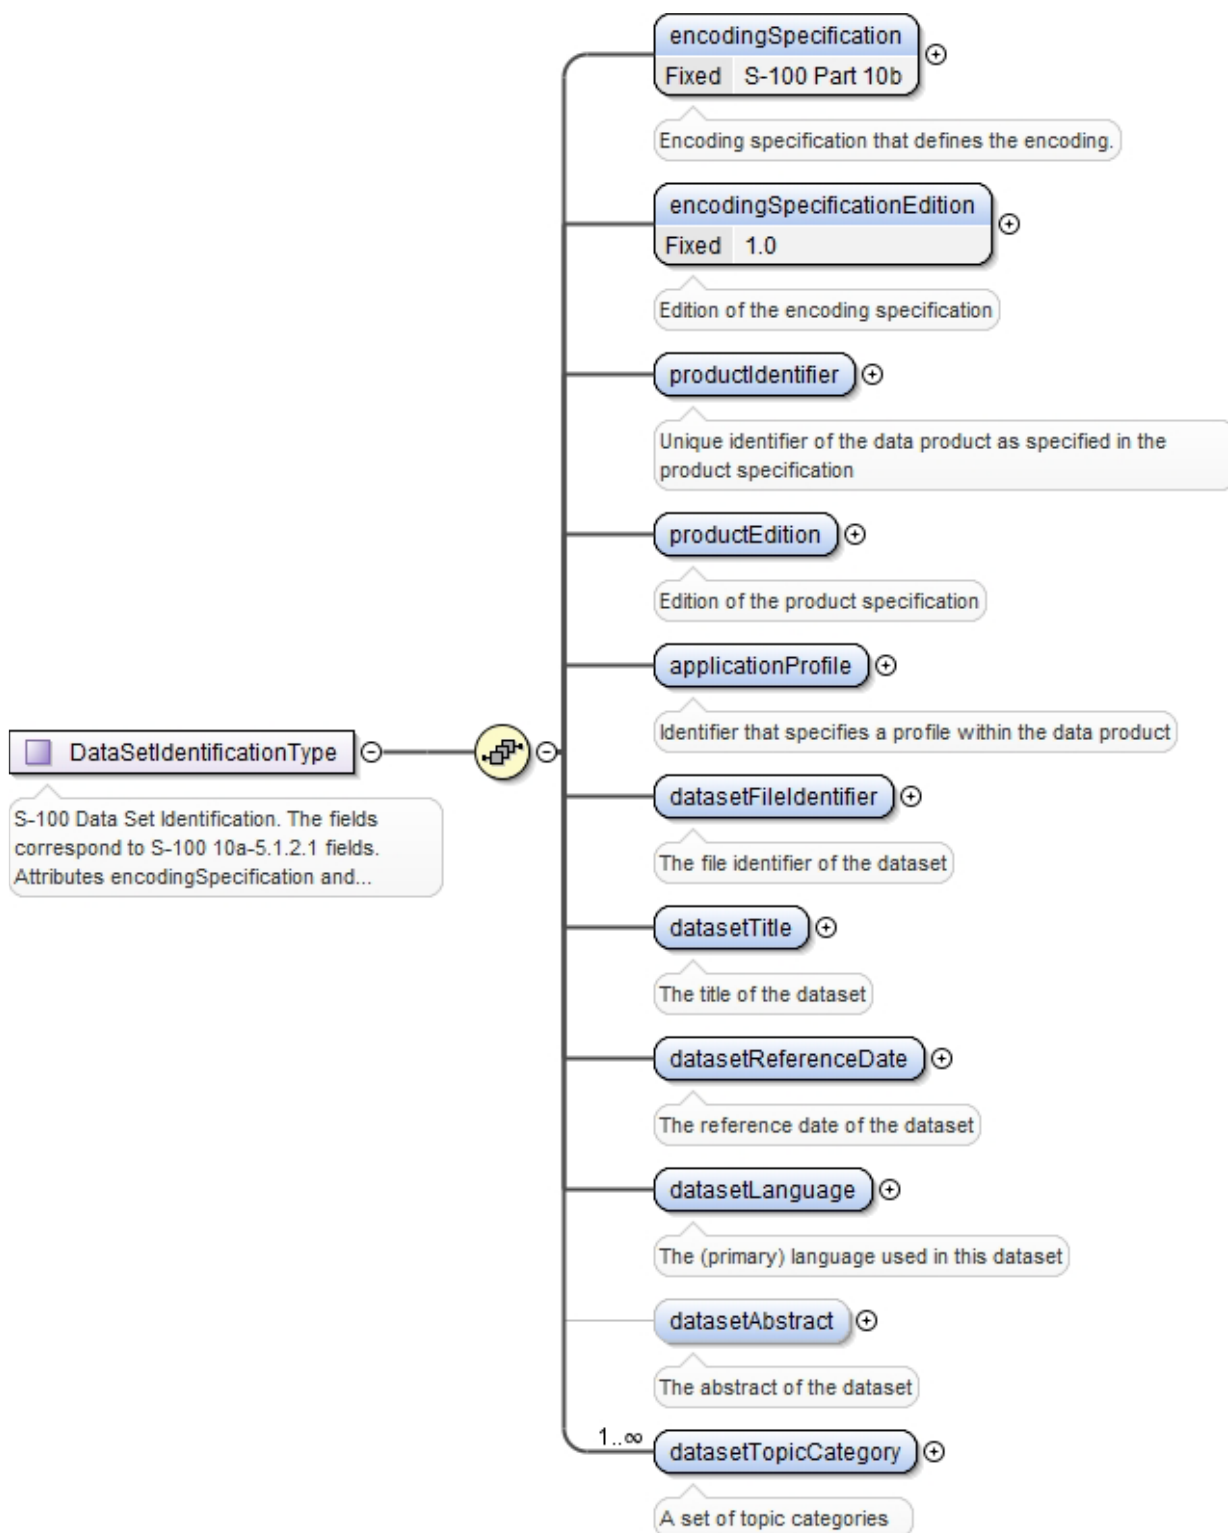 encodingSpecification
Fixed S-100 Part 10b
Encoding specification that defines the encoding.
encodingSpecificationEdition
Fixed 1.0
Edition of the encoding specification
productIdentifier
Unique identifier of the data product as specified in the
product specification
productEdition
Edition of the product specification
applicationProfile
Identifier that specifies a profile within the data product
DataSetIdentificationType
S-100 Data Set Identification. The fields
correspond to S-100 10a-5.1.2.1 fields.
Attributes encodingSpecification and...
datasetFileIdentifier
The file identifier of the dataset
datasetTitle
The title of the dataset
datasetReferenceDate
The reference date of the dataset
datasetLanguage
The (primary) language used in this dataset
datasetAbstract
The abstract of the dataset
1..∞
datasetTopicCategory
A set of topic categories